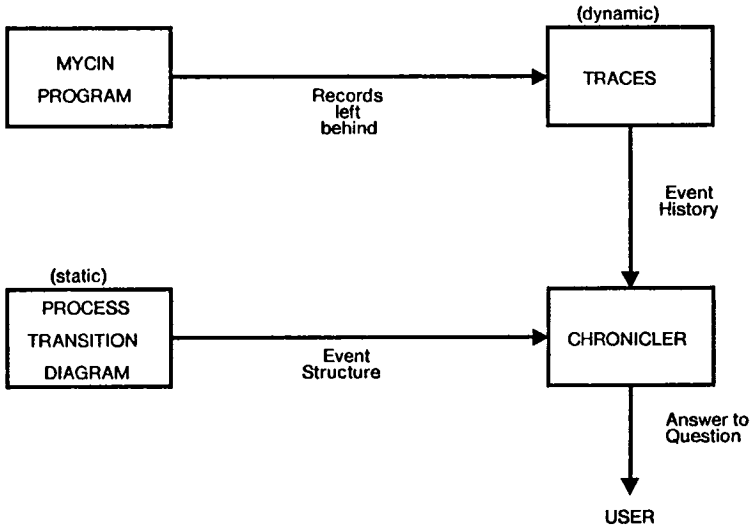 (dynamic)
MYCIN
PROGRAM
Records
left
behind
TRACES
Event
History
(static)
PROCESS
TRANSITION
DIAGRAM
Event
Structure
CHRONICLER
Answer to
Question
USER